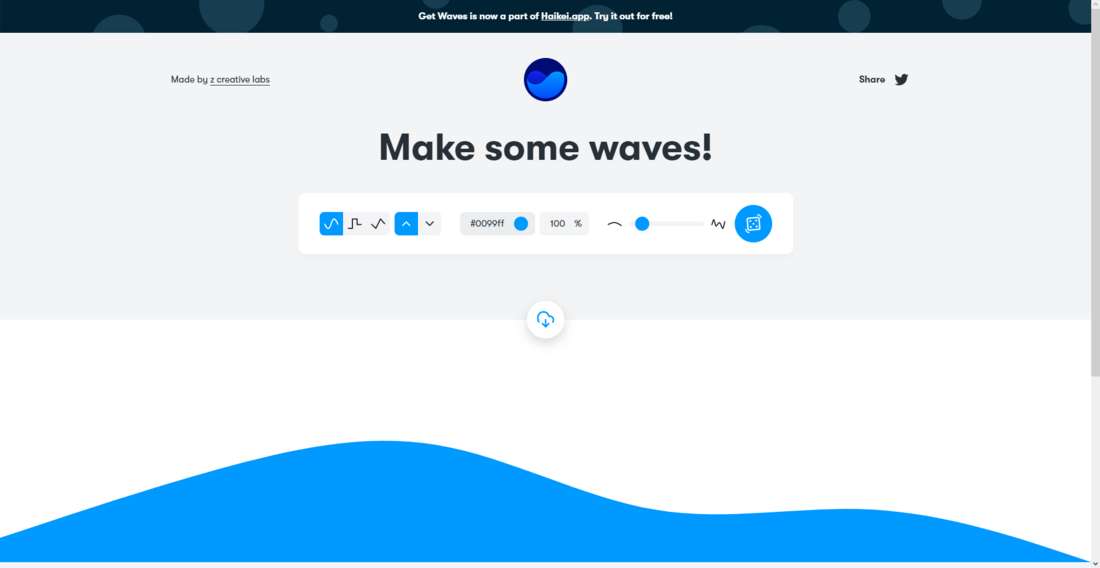 Get Waves is now a part of Haikei.app. Try it out for free!
Made by z creative labs
Share
Make some waves!
#0099ff 100 %